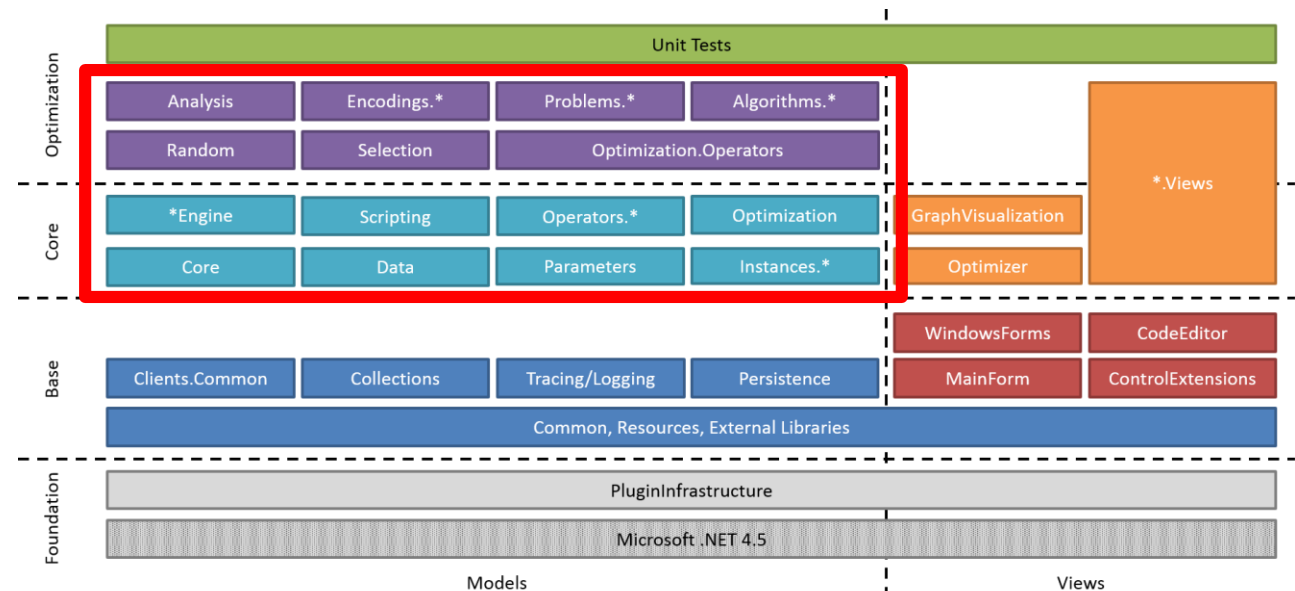 Unit Tests
Optimization
Analysis
Encodings.*
Problems.*
Algorithms.*
Random
Selection
Optimization.Operators
*.Views
Core
*Engine
Scripting
Operators.*
Optimization
GraphVisualization
Core
Data
Parameters
Instances.*
Optimizer
Base
WindowsForms
CodeEditor
Clients.Common
Collections
Tracing/Logging
Persistence
MainForm
ControlExtensions
Common, Resources, External Libraries
Foundation
PluginInfrastructure
Microsoft .NET 4.5
Models
Views